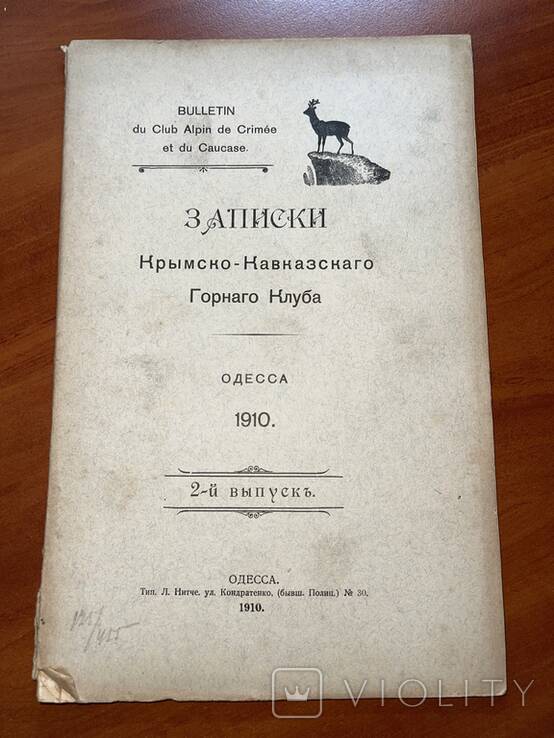 BULLETIN
du Club Alpin de Crimée
et du Caucase.
ЗАПИСКИ
Крымско-Кавказскаго
Горнаго Клуба
ОДЕССА
1910.
2-й выпускъ.
ОДЕССА.
Тип. Л. Нитче. ул. Кондратенко. (бывш. Полиц.) № 30.
1910.
VIOLITY